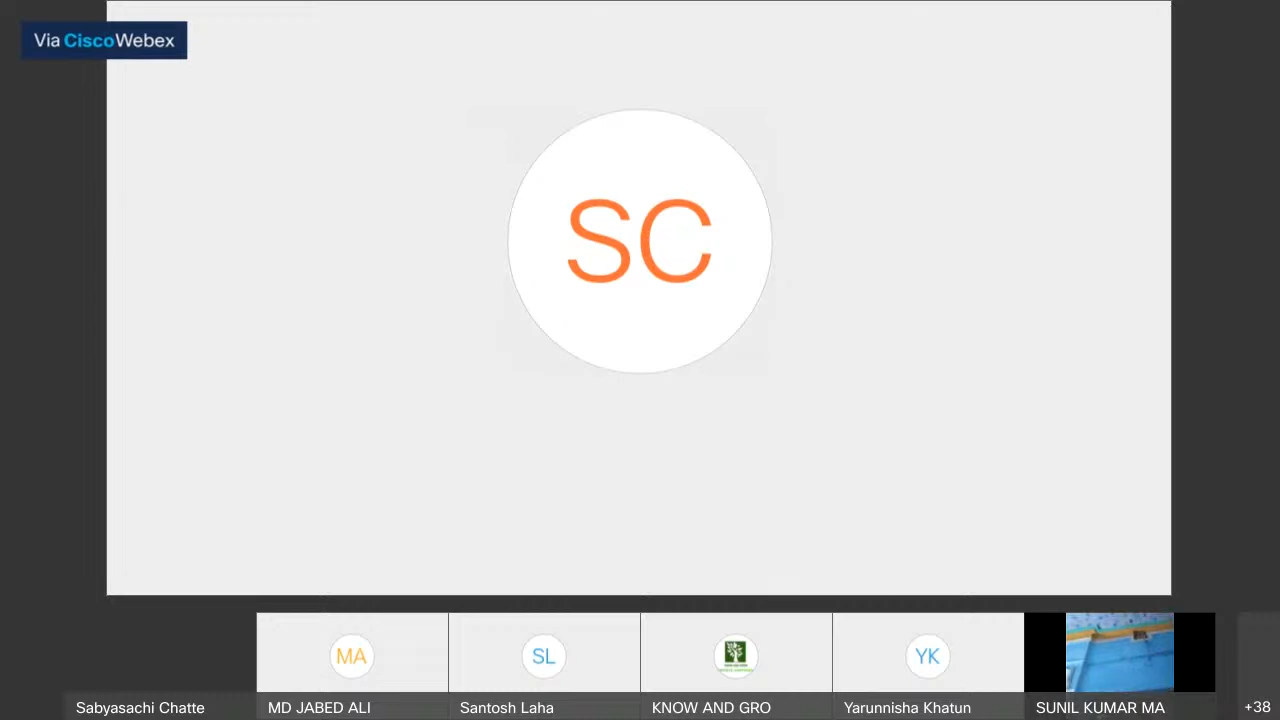 Via CiscoWebex
SC
MA
SL
YK
Sabyasachi Chatte
MD JABED ALI
Santosh Laha
KNOW AND GRO
Yarunnisha Khatun
SUNIL KUMAR MA
+38